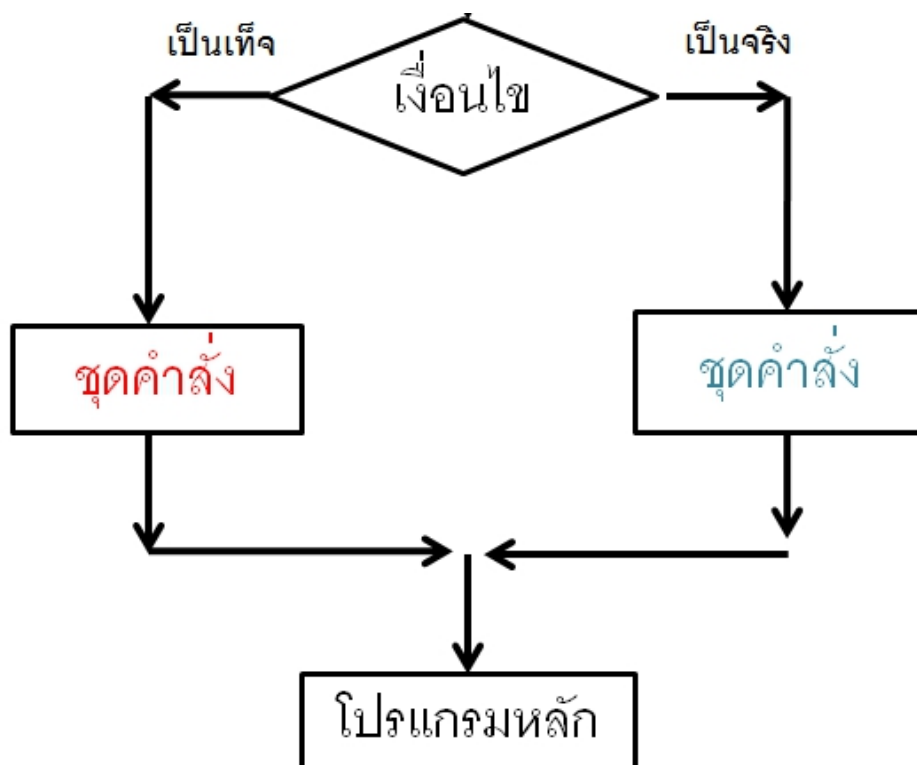 เป็นเท็จ
เป็นจริง
เงื่อนไข
ชุดคำสั่ง
ชุดคำสั่ง
โปรแกรมหลัก